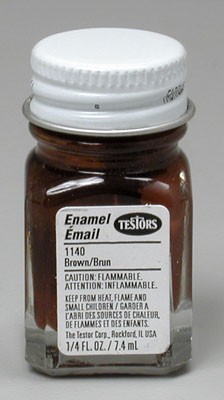 Enamel
Émail
TESTORS
1140
Brown/Brun
CAUTION: FLAMMABLE.
ATTENTION: INFLAMMABLE.
KEEP FROM HEAT, FLAME AND
SMALL CHILDREN / GARDER A
L'ABRI DES SOURCES DE CHALEUR,
DE FLAMMES ET DES ENFANTS.
The Testor Corp., Rockford, IL USA
1/4 FL. OZ. / 7.4 mL